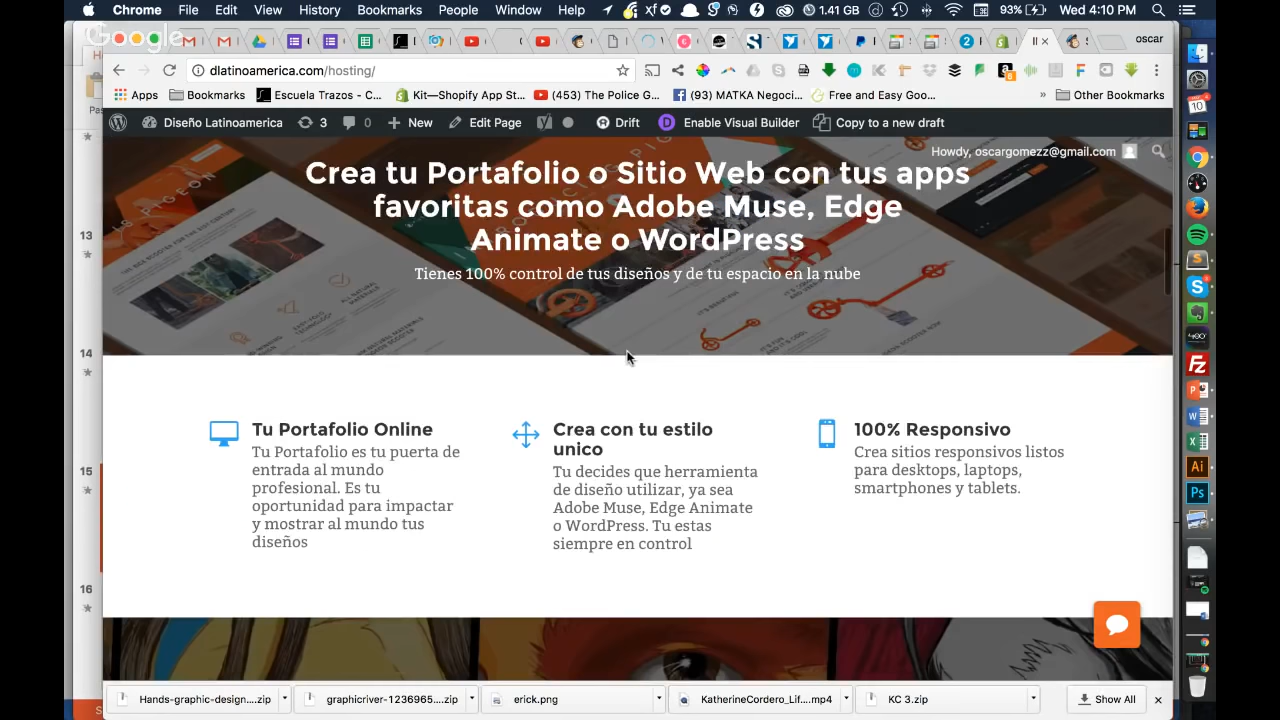 Chrome File Edit View History Bookmarks People Window Help 1.41 GB 93% Wed 4:10 PM
Google
oscar
dlatinoamerica.com/hosting/
Apps Bookmarks Escuela Trazos - C... Kit—Shopify App St... (453) The Police G... (93) MATKA Negoci... Free and Easy Goo... » Other Bookmarks
Diseño Latinoamerica 3 0 New Edit Page Drift Enable Visual Builder Copy to a new draft
Howdy, oscargomezz@gmail.com
Crea tu Portafolio o Sitio Web con tus apps
favoritas como Adobe Muse, Edge
Animate o WordPress
Tienes 100% control de tus diseños y de tu espacio en la nube
13
14
15
16
Tu Portafolio Online
Tu Portafolio es tu puerta de
entrada al mundo
profesional. Es tu
oportunidad para impactar
y mostrar al mundo tus
diseños
Crea con tu estilo
unico
Tu decides que herramienta
de diseño utilizar, ya sea
Adobe Muse, Edge Animate
o WordPress. Tu estas
siempre en control
100% Responsivo
Crea sitios responsivos listos
para desktops, laptops,
smartphones y tablets.
Hands-graphic-design....zip graphicriver-1236965....zip erick.png KatherineCordero_Lif....mp4 KC 3.zip Show All